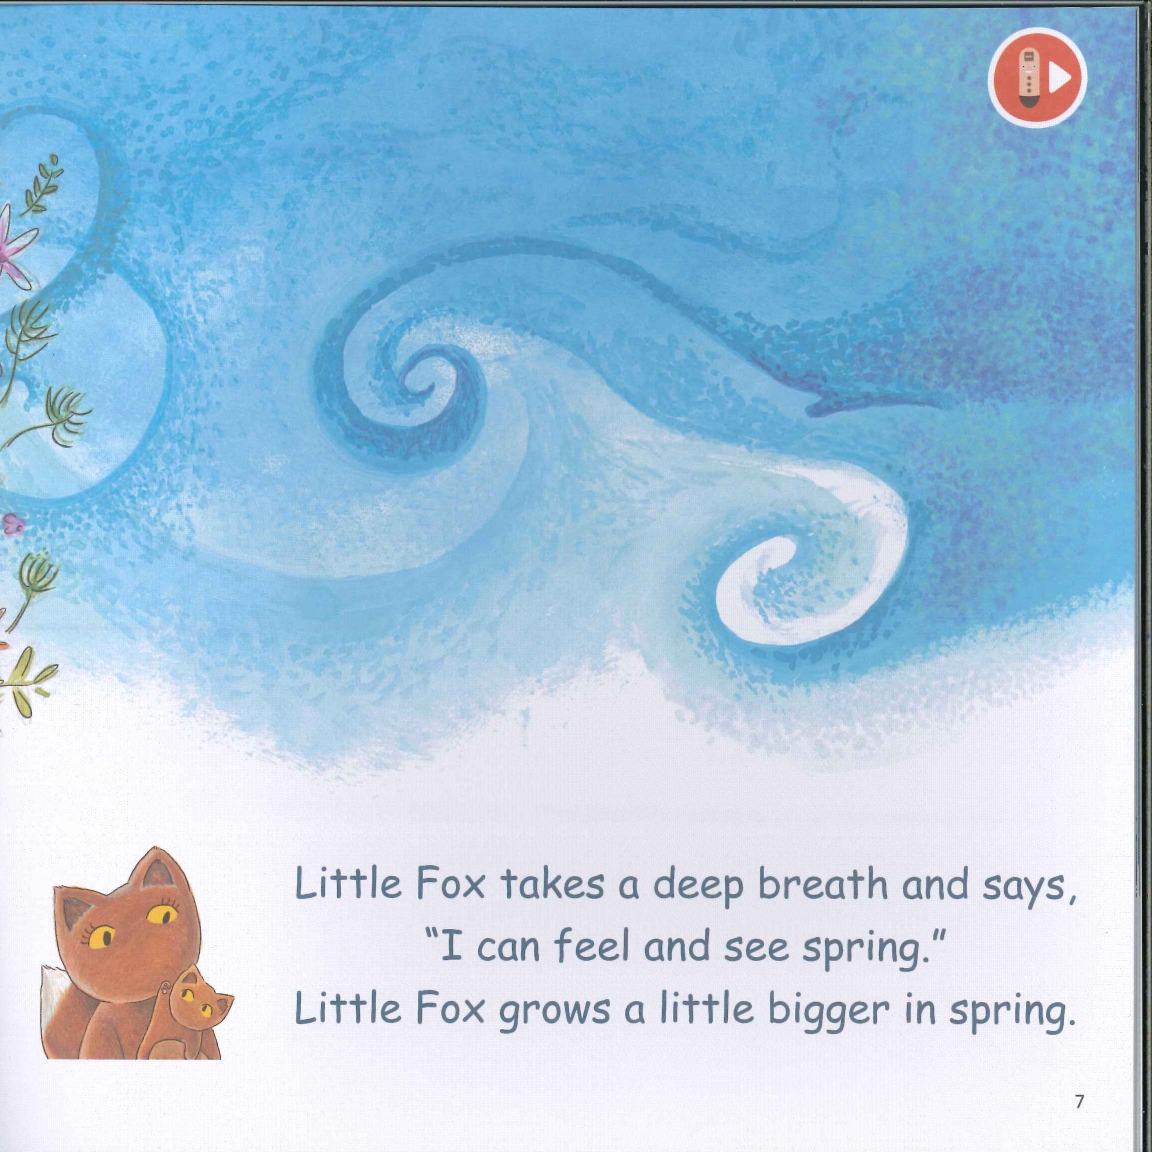 Little Fox takes a deep breath and says,
“I can feel and see spring.”
Little Fox grows a little bigger in spring.
7